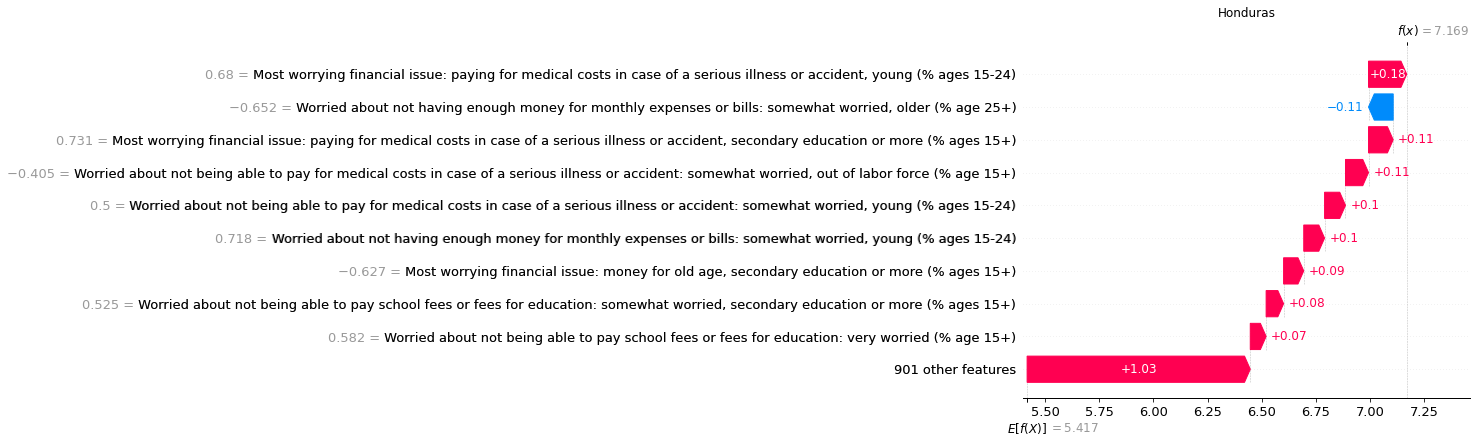 Honduras
f(x) = 7.169
0.68 = Most worrying financial issue: paying for medical costs in case of a serious illness or accident, young (% ages 15-24)
+0.18
−0.652 = Worried about not having enough money for monthly expenses or bills: somewhat worried, older (% age 25+)
−0.11
0.731 = Most worrying financial issue: paying for medical costs in case of a serious illness or accident, secondary education or more (% ages 15+)
+0.11
−0.405 = Worried about not being able to pay for medical costs in case of a serious illness or accident: somewhat worried, out of labor force (% age 15+)
+0.11
0.5 = Worried about not being able to pay for medical costs in case of a serious illness or accident: somewhat worried, young (% ages 15-24)
+0.1
0.718 = Worried about not having enough money for monthly expenses or bills: somewhat worried, young (% ages 15-24)
+0.1
−0.627 = Most worrying financial issue: money for old age, secondary education or more (% ages 15+)
+0.09
0.525 = Worried about not being able to pay school fees or fees for education: somewhat worried, secondary education or more (% ages 15+)
+0.08
0.582 = Worried about not being able to pay school fees or fees for education: very worried (% age 15+)
+0.07
901 other features
+1.03
5.50 5.75 6.00 6.25 6.50 6.75 7.00 7.25
E[f(X)] = 5.417